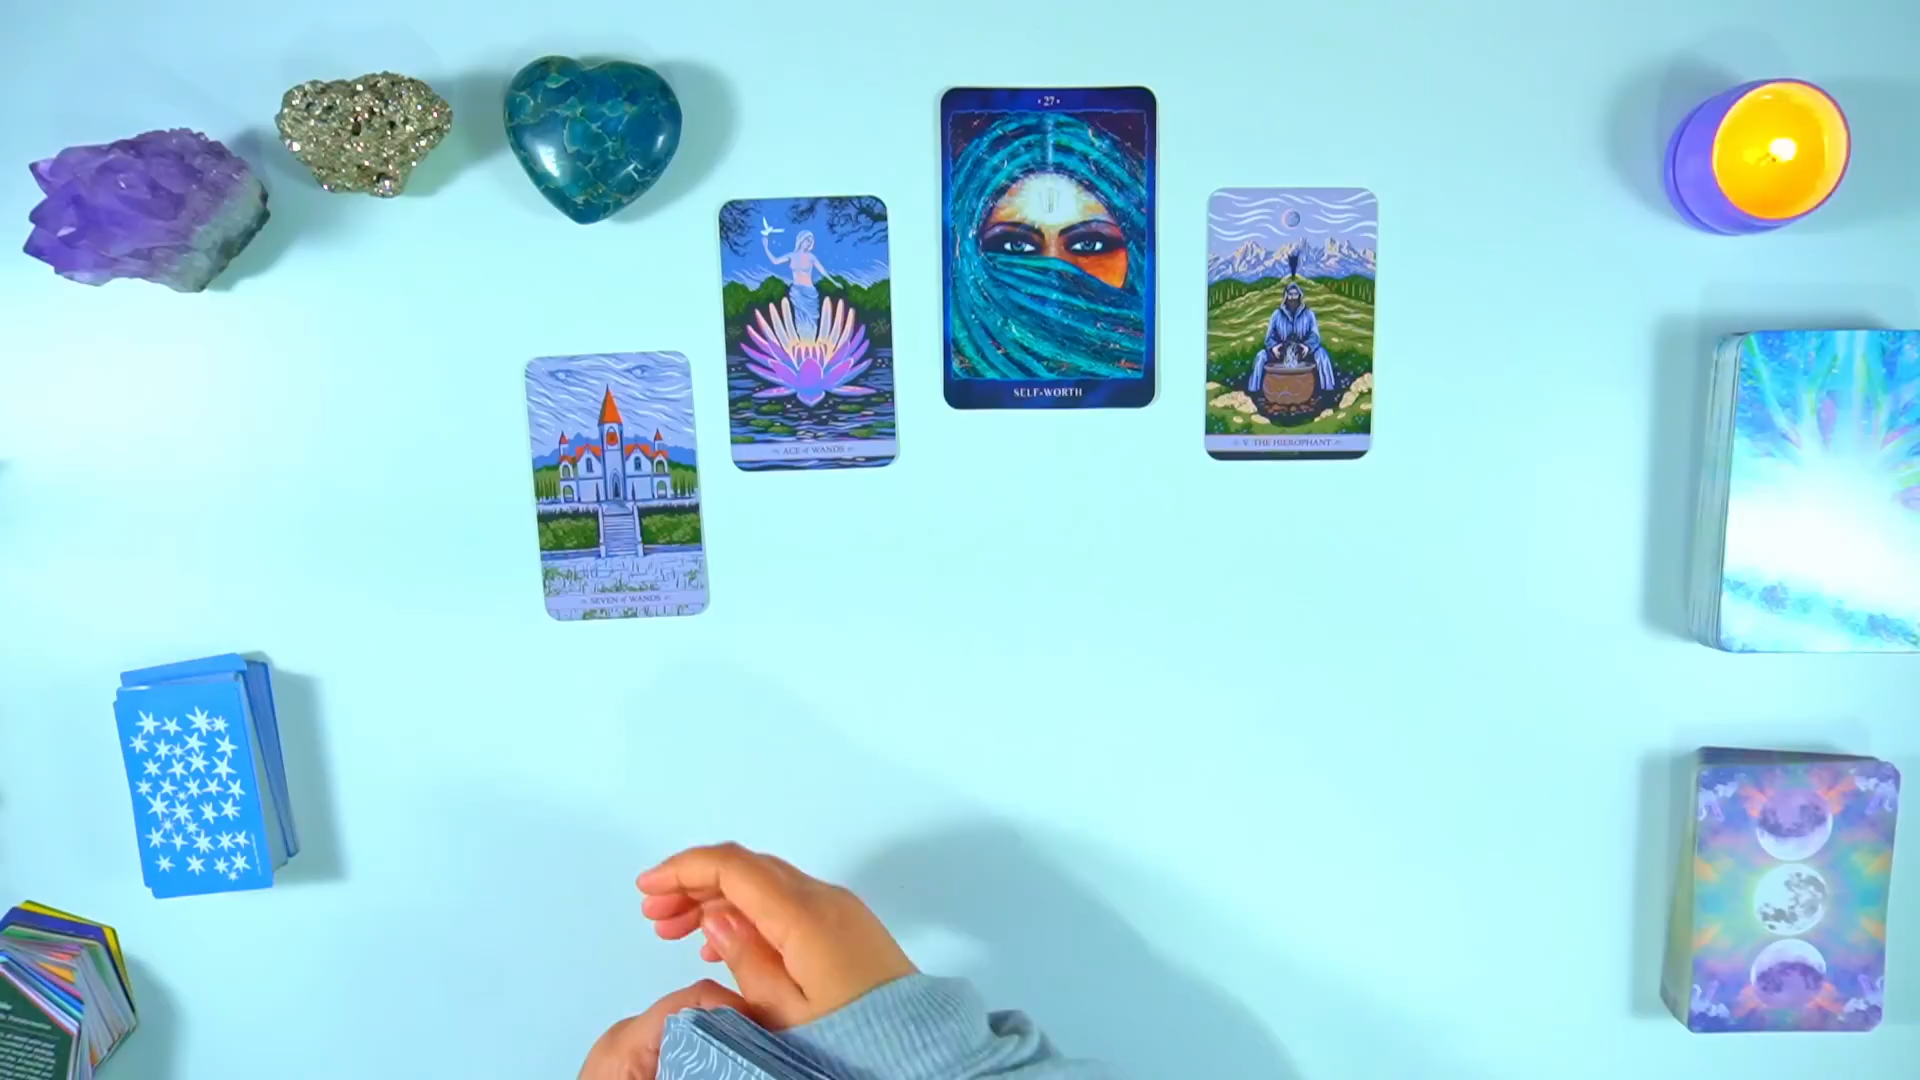 · 27 ·
SELF-WORTH
ACE of WANDS
V. THE HIEROPHANT
SEVEN of WANDS